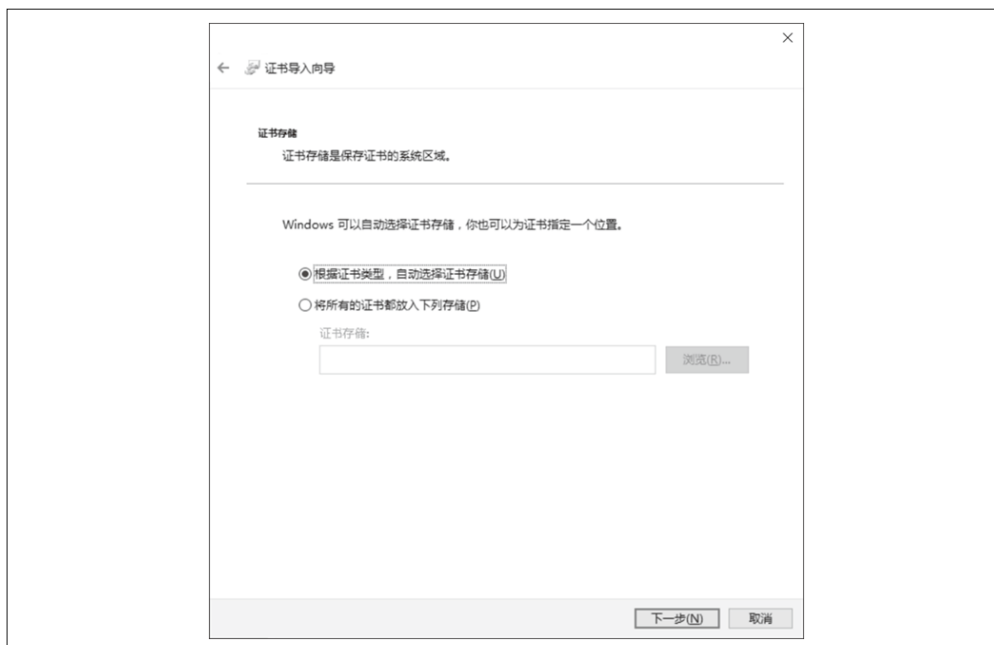 证书导入向导
证书存储
证书存储是保存证书的系统区域。
Windows 可以自动选择证书存储，你也可以为证书指定一个位置。
根据证书类型，自动选择证书存储(U)
将所有的证书都放入下列存储(P)
证书存储:
浏览(R)...
下一步(N) 取消